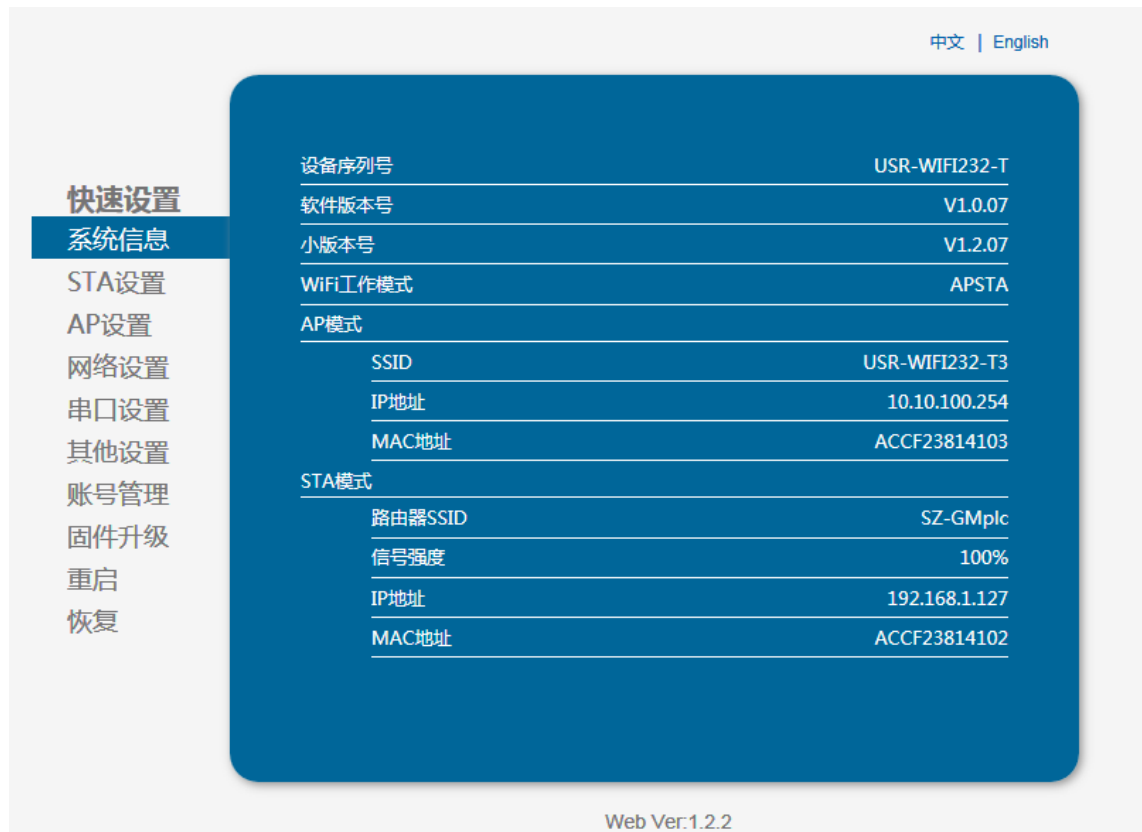 中文 | English
快速设置
系统信息
STA设置
AP设置
网络设置
串口设置
其他设置
账号管理
固件升级
重启
恢复
设备序列号 USR-WIFI232-T
软件版本号 V1.0.07
小版本号 V1.2.07
WiFi工作模式 APSTA
AP模式
SSID USR-WIFI232-T3
IP地址 10.10.100.254
MAC地址 ACCF23814103
STA模式
路由器SSID SZ-GMplc
信号强度 100%
IP地址 192.168.1.127
MAC地址 ACCF23814102
Web Ver:1.2.2